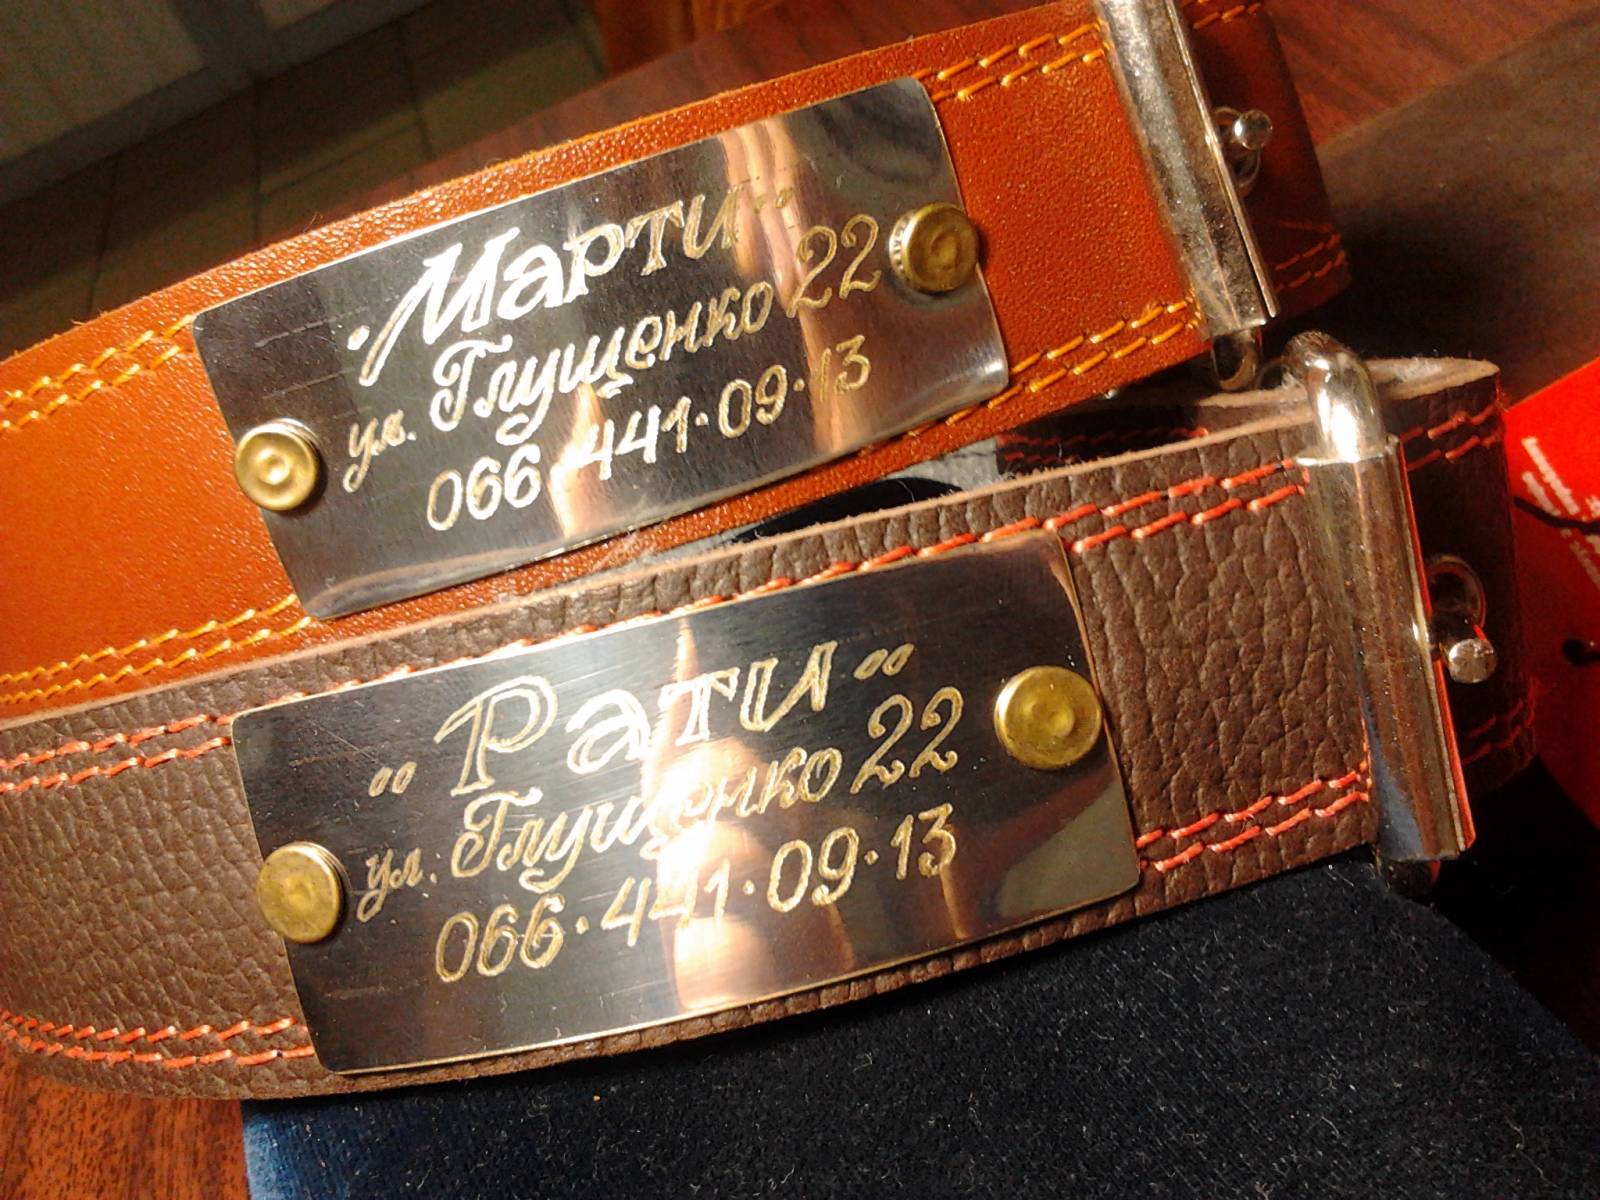 "Марти"
ул. Глущенко 22
066 441·09·13
"Рати"
ул. Глущенко 22
066·441·09·13